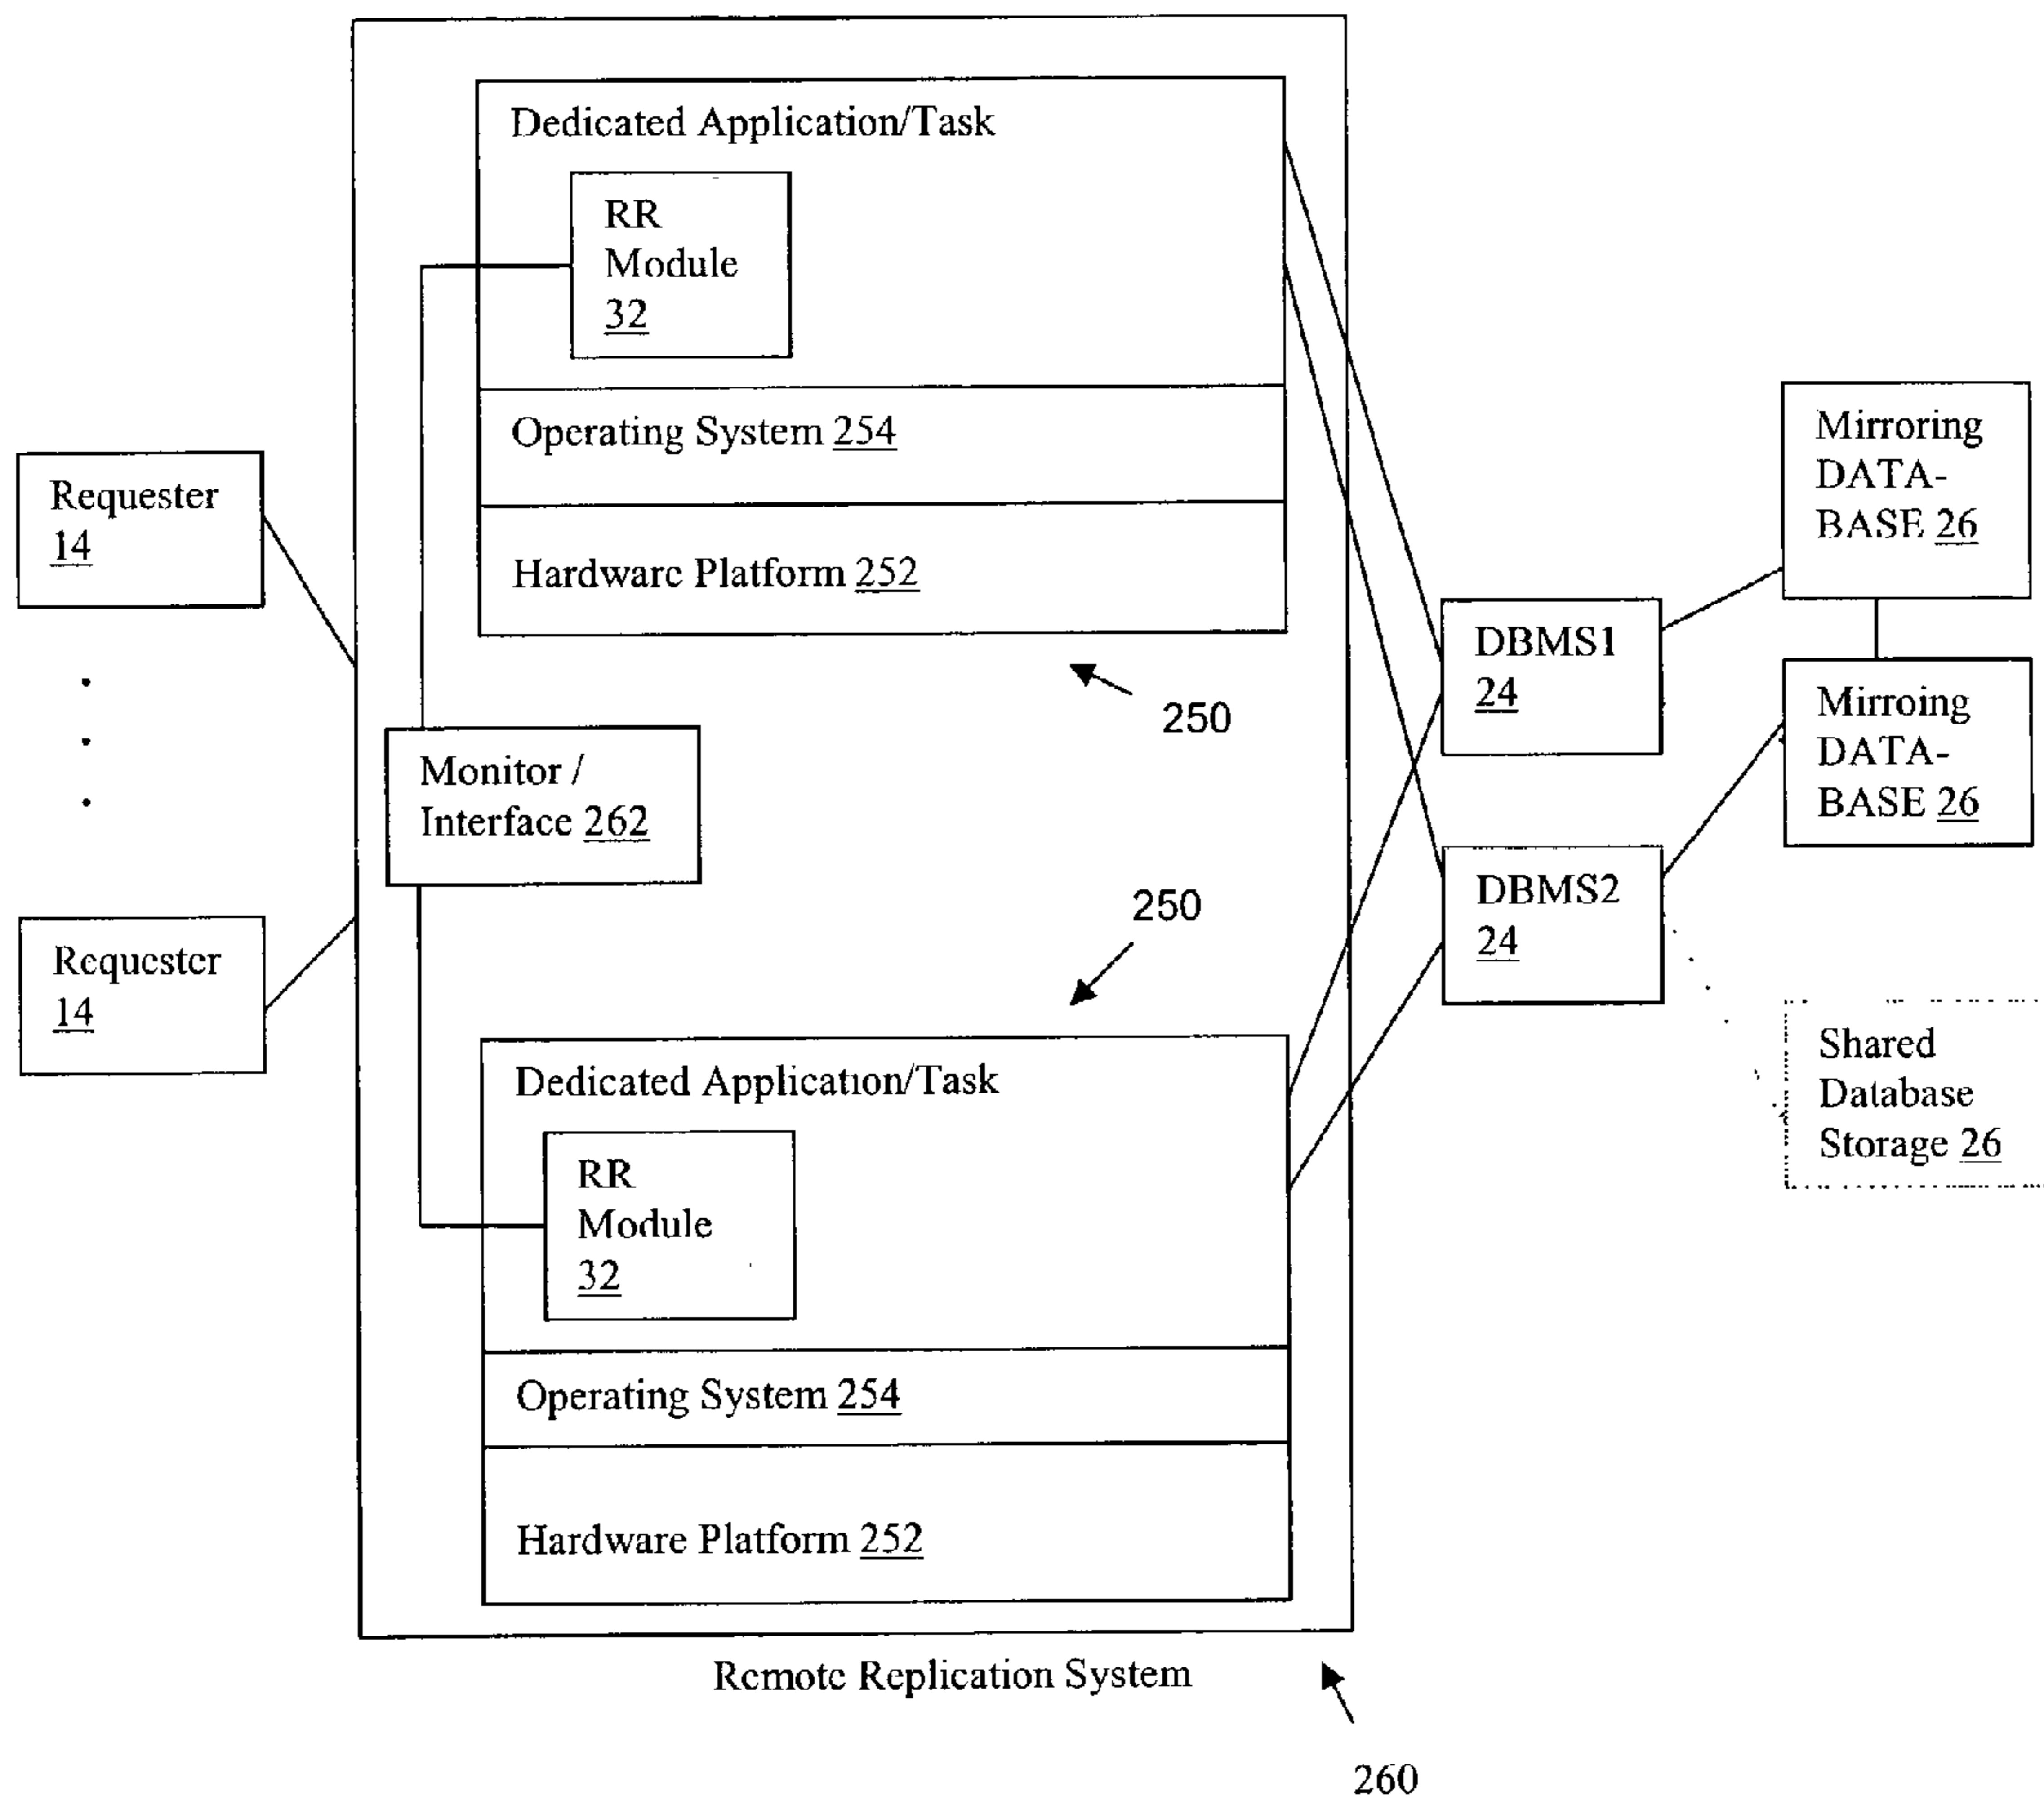 Dedicated Application/Task
RR
Module
32
Operating System 254
Hardware Platform 252
250
Requester
14
Requester
14
Monitor /
Interface 262
250
Dedicated Application/Task
RR
Module
32
Operating System 254
Hardware Platform 252
DBMS1
24
DBMS2
24
Mirroring
DATA-
BASE 26
Mirroing
DATA-
BASE 26
Shared
Database
Storage 26
Remote Replication System
260